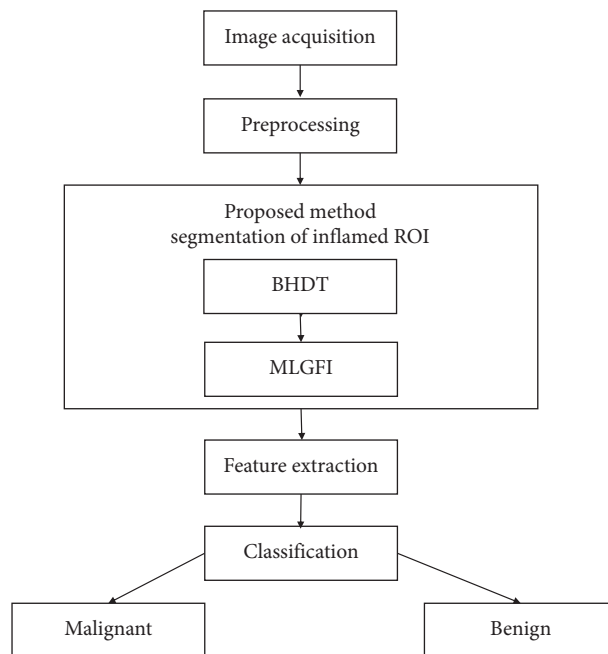 Image acquisition
Preprocessing
Proposed method
segmentation of inflamed ROI
BHDT
MLGFI
Feature extraction
Classification
Malignant
Benign